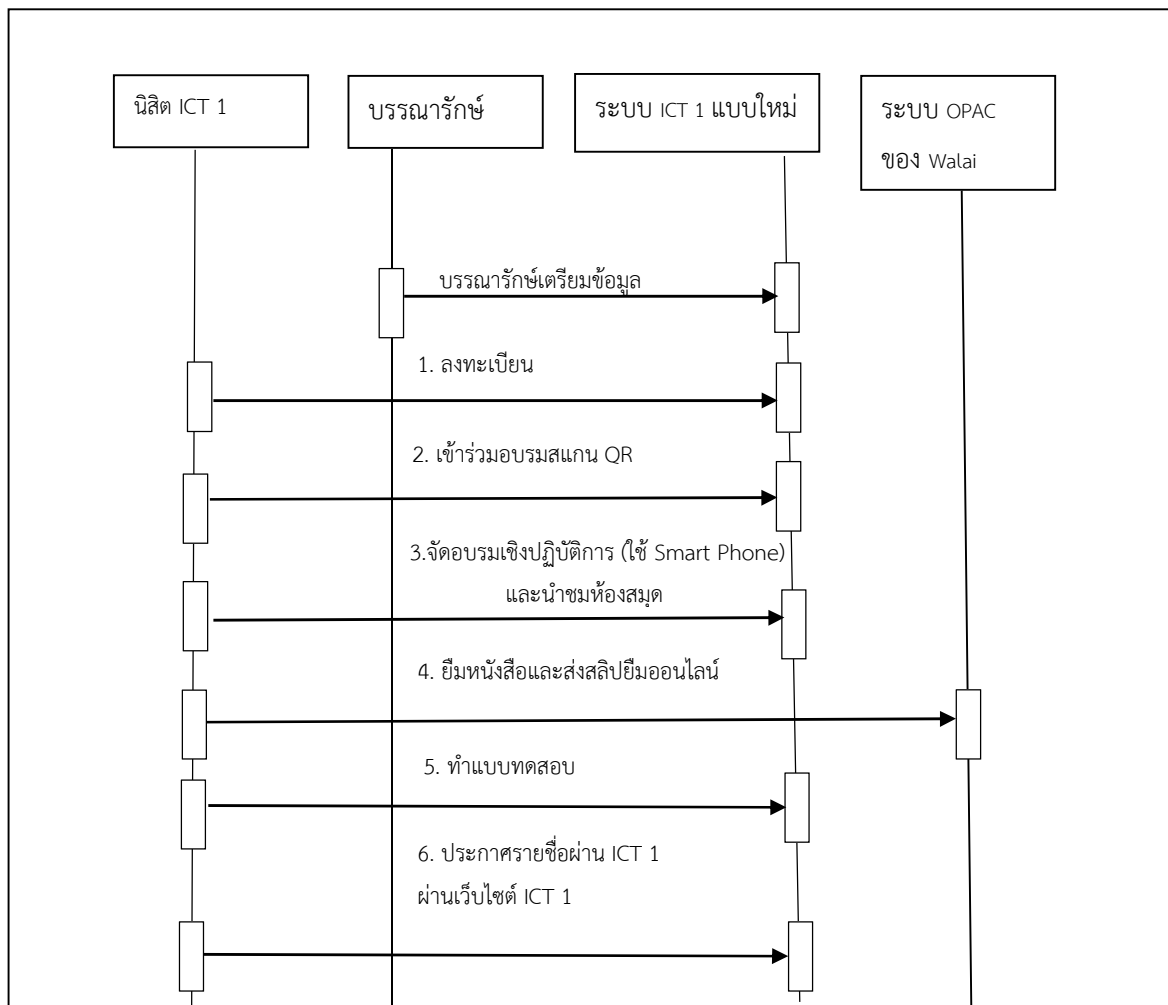 นิสิต ICT 1
บรรณารักษ์
ระบบ ICT 1 แบบใหม่
ระบบ OPAC
ของ Walai
บรรณารักษ์เตรียมข้อมูล
1. ลงทะเบียน
2. เข้าร่วมอบรมสแกน QR
3.จัดอบรมเชิงปฏิบัติการ (ใช้ Smart Phone)
และนำชมห้องสมุด
4. ยืมหนังสือและส่งสลิปยืมออนไลน์
5. ทำแบบทดสอบ
6. ประกาศรายชื่อผ่าน ICT 1
ผ่านเว็บไซต์ ICT 1